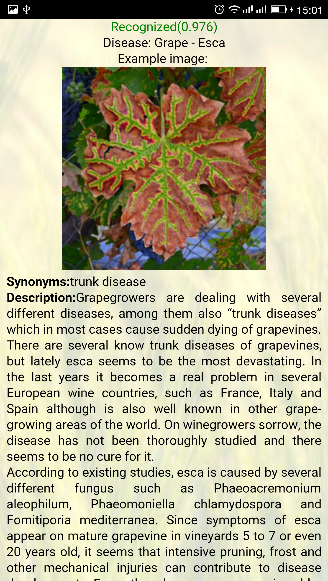 15:01
Recognized(0.976)
Disease: Grape - Esca
Example image:
Synonyms:trunk disease
Description:Grapegrowers are dealing with several
different diseases, among them also “trunk diseases”
which in most cases cause sudden dying of grapevines.
There are several know trunk diseases of grapevines,
but lately esca seems to be the most devastating. In
the last years it becomes a real problem in several
European wine countries, such as France, Italy and
Spain although is also well known in other grape-
growing areas of the world. On winegrowers sorrow, the
disease has not been thoroughly studied and there
seems to be no cure for it.
According to existing studies, esca is caused by several
different fungus such as Phaeoacremonium
aleophilum, Phaeomoniella chlamydospora and
Fomitiporia mediterranea. Since symptoms of esca
appear on mature grapevine in vineyards 5 to 7 or even
20 years old, it seems that intensive pruning, frost and
other mechanical injuries can contribute to disease